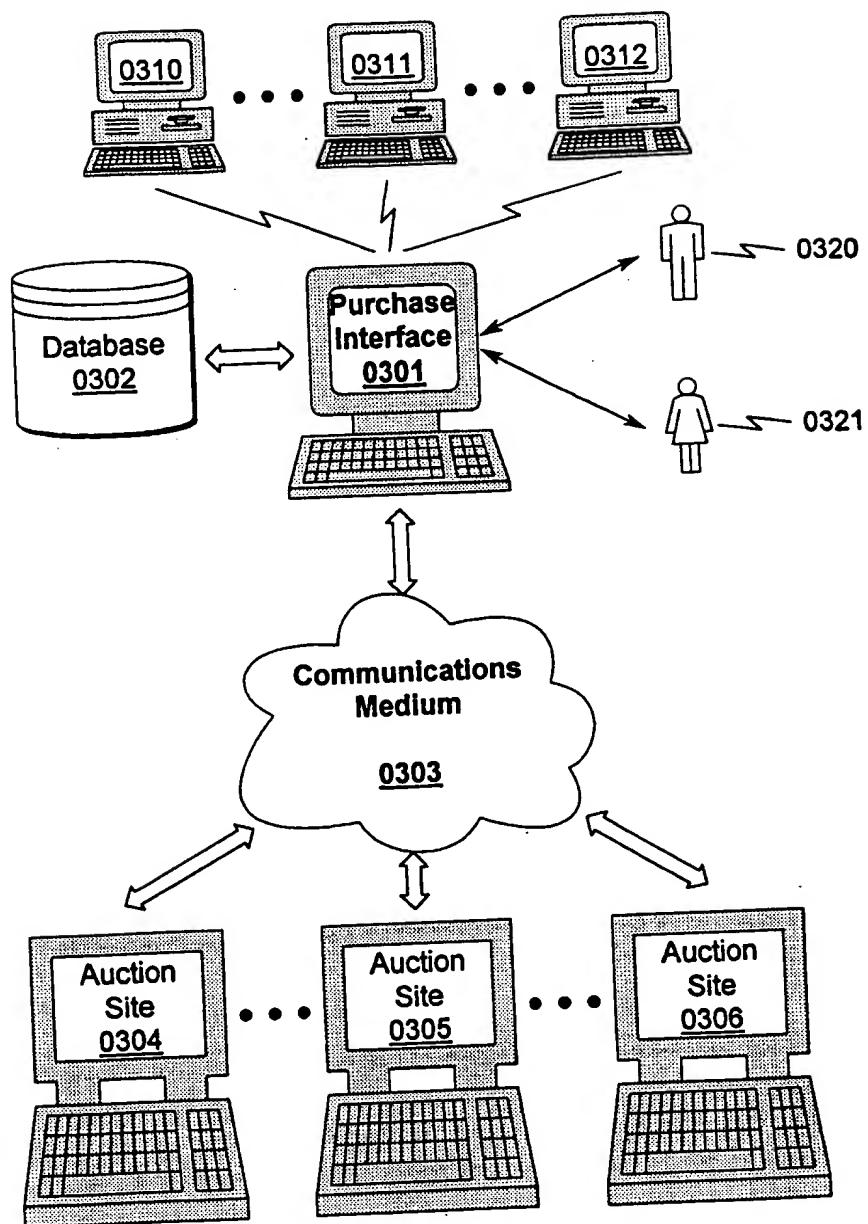 0310
0311
0312
0320
Purchase
Interface
0301
Database
0302
0321
Communications
Medium
0303
Auction
Site
0304
Auction
Site
0305
Auction
Site
0306